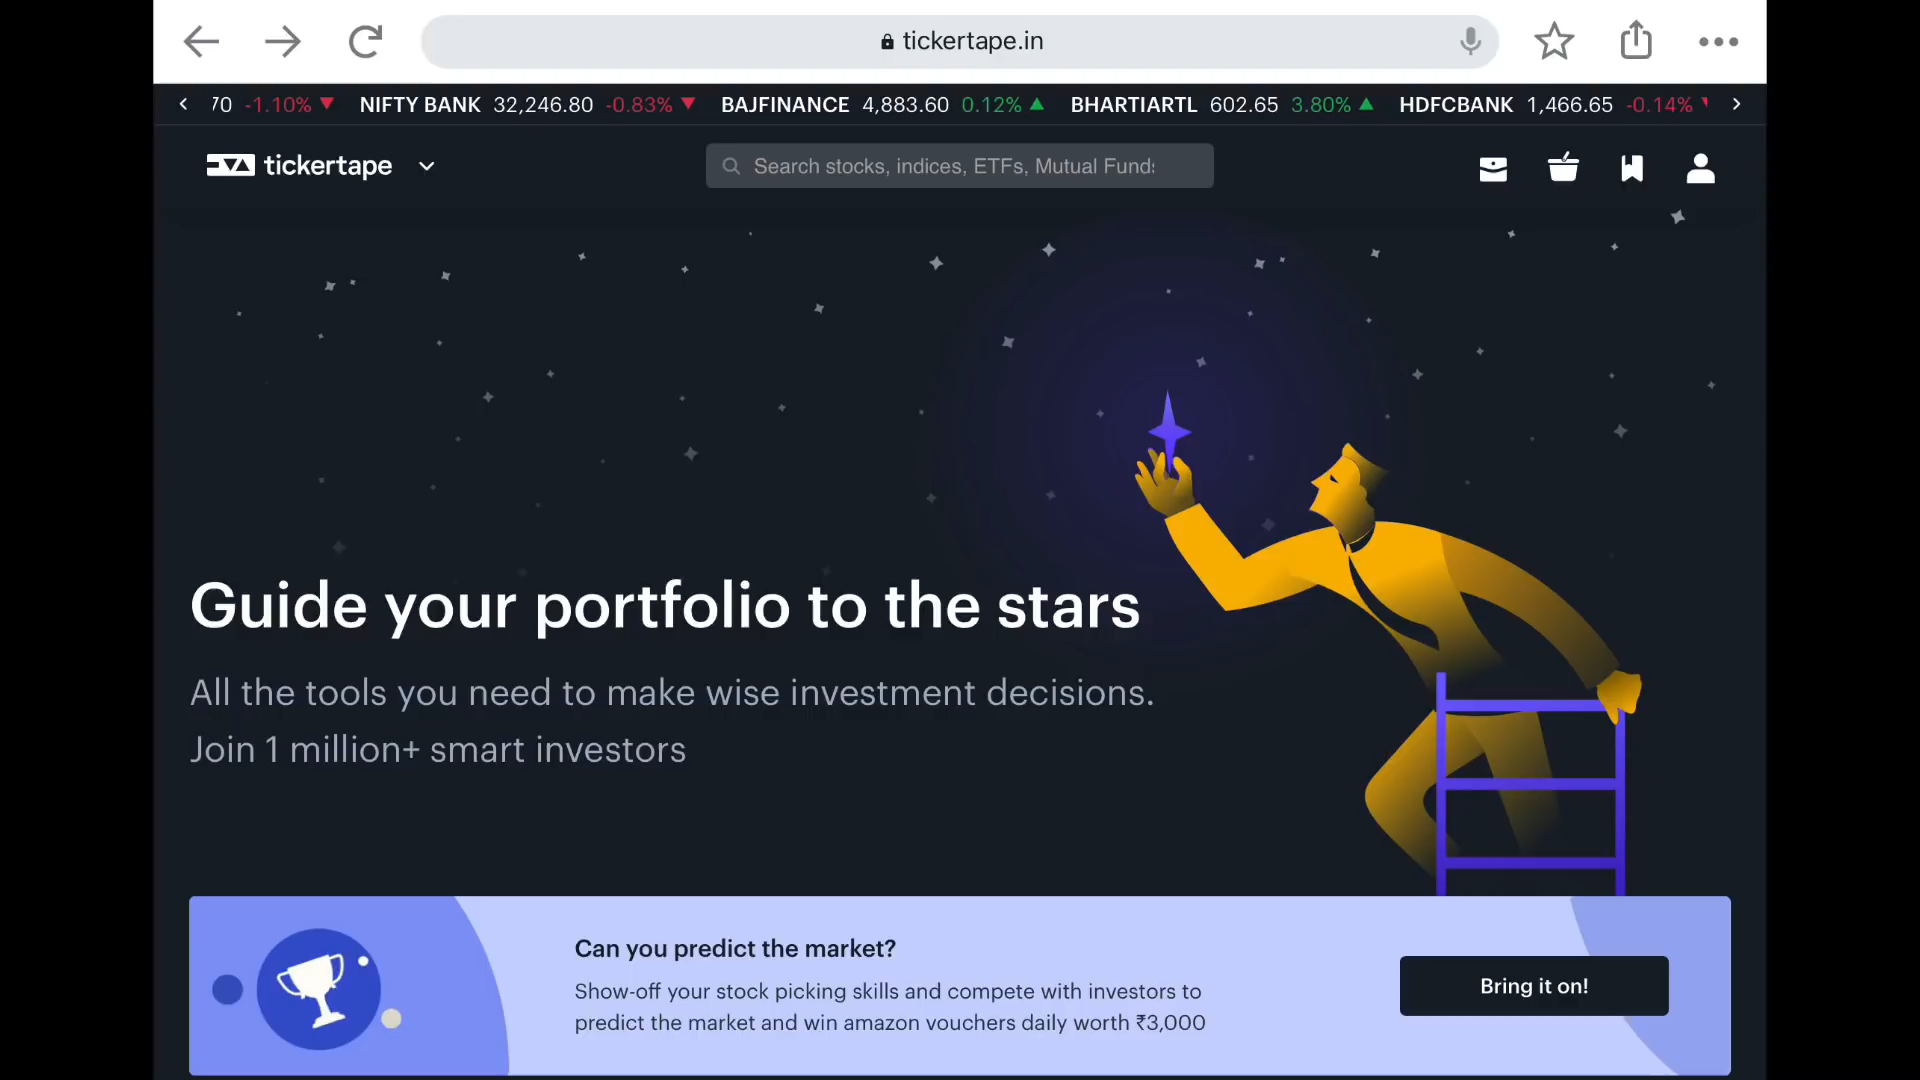 tickertape.in
70 -1.10% NIFTY BANK 32,246.80 -0.83% BAJFINANCE 4,883.60 0.12% BHARTIARTL 602.65 3.80% HDFCBANK 1,466.65 -0.14%
tickertape
Search stocks, indices, ETFs, Mutual Funds
Guide your portfolio to the stars
All the tools you need to make wise investment decisions.
Join 1 million+ smart investors
Can you predict the market?
Show-off your stock picking skills and compete with investors to
predict the market and win amazon vouchers daily worth ₹3,000
Bring it on!